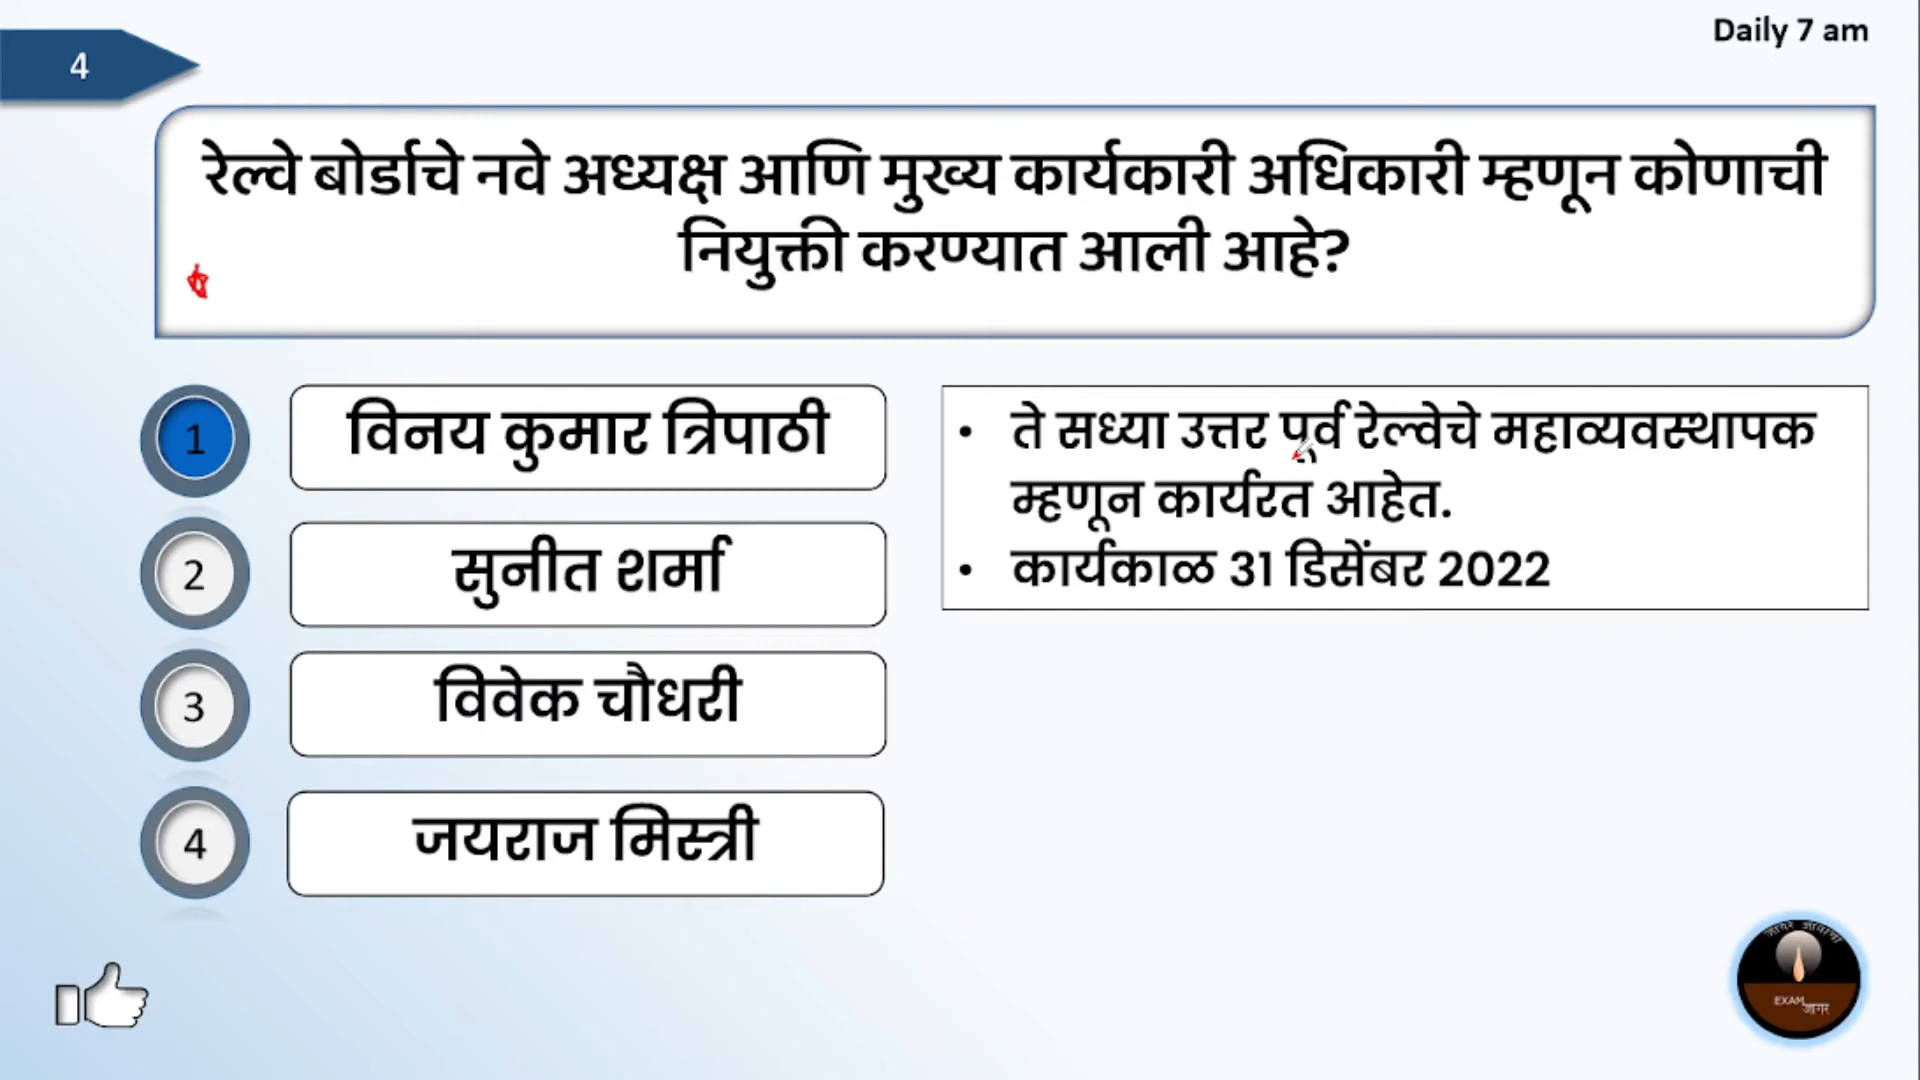 Daily 7 am
4
रेल्वे बोर्डाचे नवे अध्यक्ष आणि मुख्य कार्यकारी अधिकारी म्हणून कोणाची
नियुक्ती करण्यात आली आहे?
1
विनय कुमार त्रिपाठी
• ते सध्या उत्तर पूर्व रेल्वेचे महाव्यवस्थापक
म्हणून कार्यरत आहेत.
• कार्यकाळ 31 डिसेंबर 2022
2
सुनीत शर्मा
3
विवेक चौधरी
4
जयराज मिस्त्री
EXAM
जागर